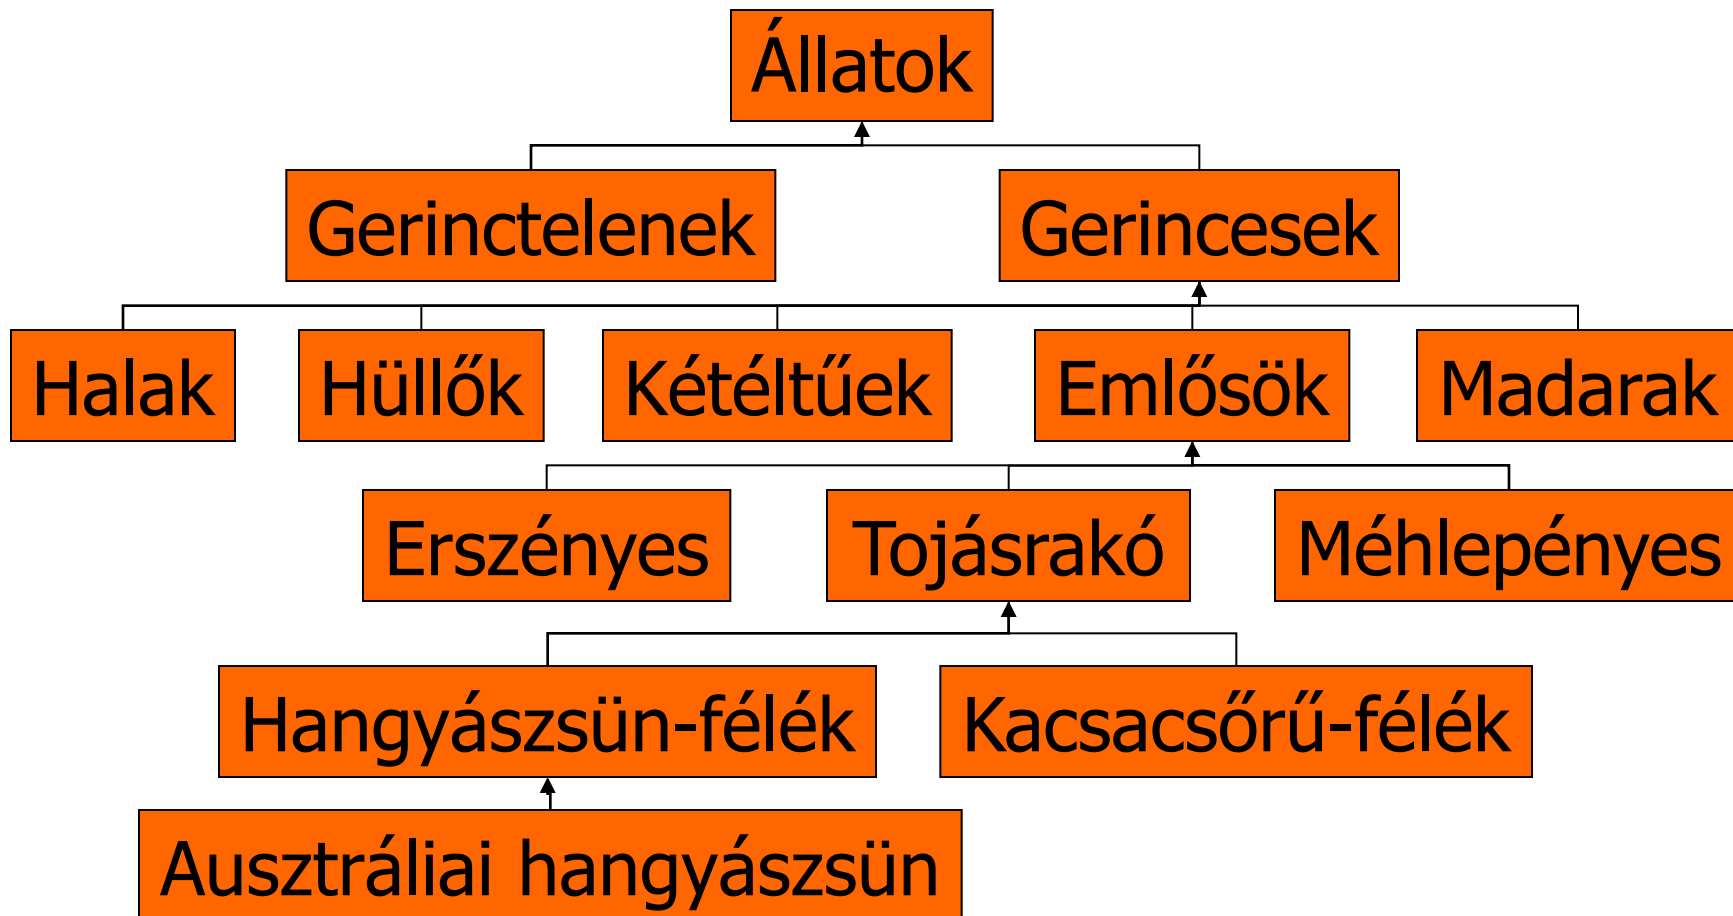 Állatok
Gerinctelenek
Gerincesek
Halak
Hüllők
Kétéltűek
Emlősök
Madarak
Erszényes
Tojásrakó
Méhlepényes
Hangyászsün-félék
Kacsacsőrű-félék
Ausztráliai hangyászsün